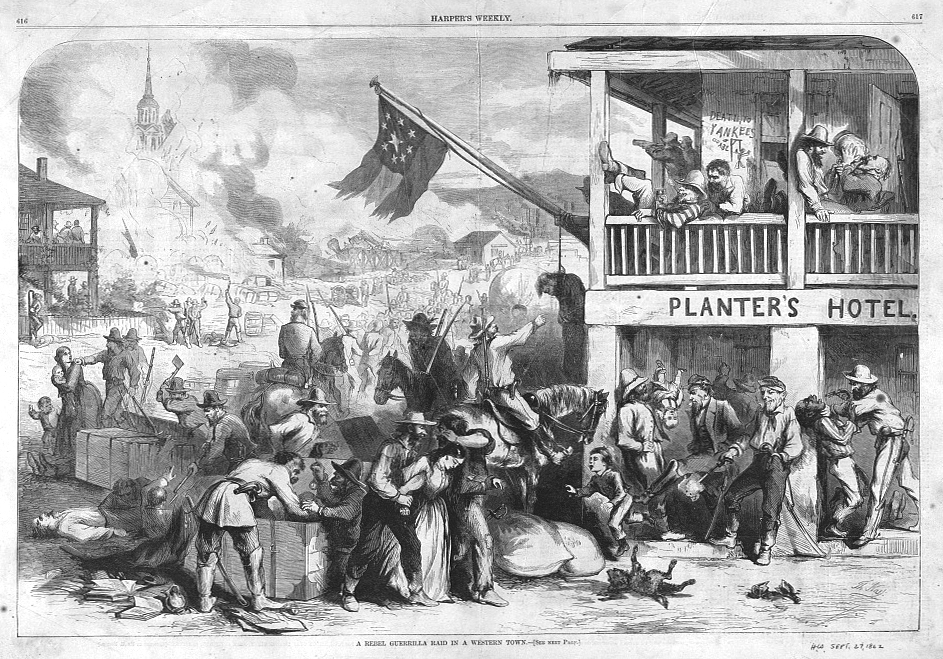 616
HARPER'S WEEKLY.
617
DEATH TO
YANKEES
PLANTER'S HOTEL.
A REBEL GUERRILLA RAID IN A WESTERN TOWN.—[SEE NEXT PAGE.]
SEPT. 27, 1862